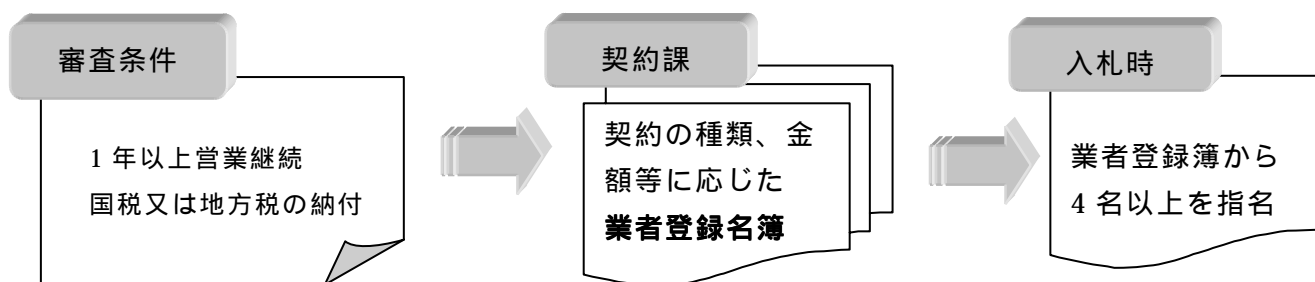 審査条件
1 年以上営業継続
国税又は地方税の納付
契約課
契約の種類、金
額等に応じた
業者登録名簿
入札時
業者登録簿から
4 名以上を指名